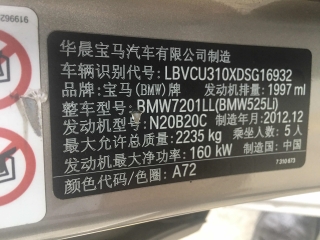 华晨宝马汽车有限公司制造
车辆识别代号: LBVCU310XDSG16932
品牌: 宝马(BMW)牌 发动机排量: 1997 ml
整车型号: BMW7201LL(BMW525Li)
发动机型号: N20B20C 制造年月: 2012.12
最大允许总质量: 2235 kg 乘坐人数: 5 人
发动机最大净功率: 160 kW 制造国: 中国
颜色代码/色圈: A72